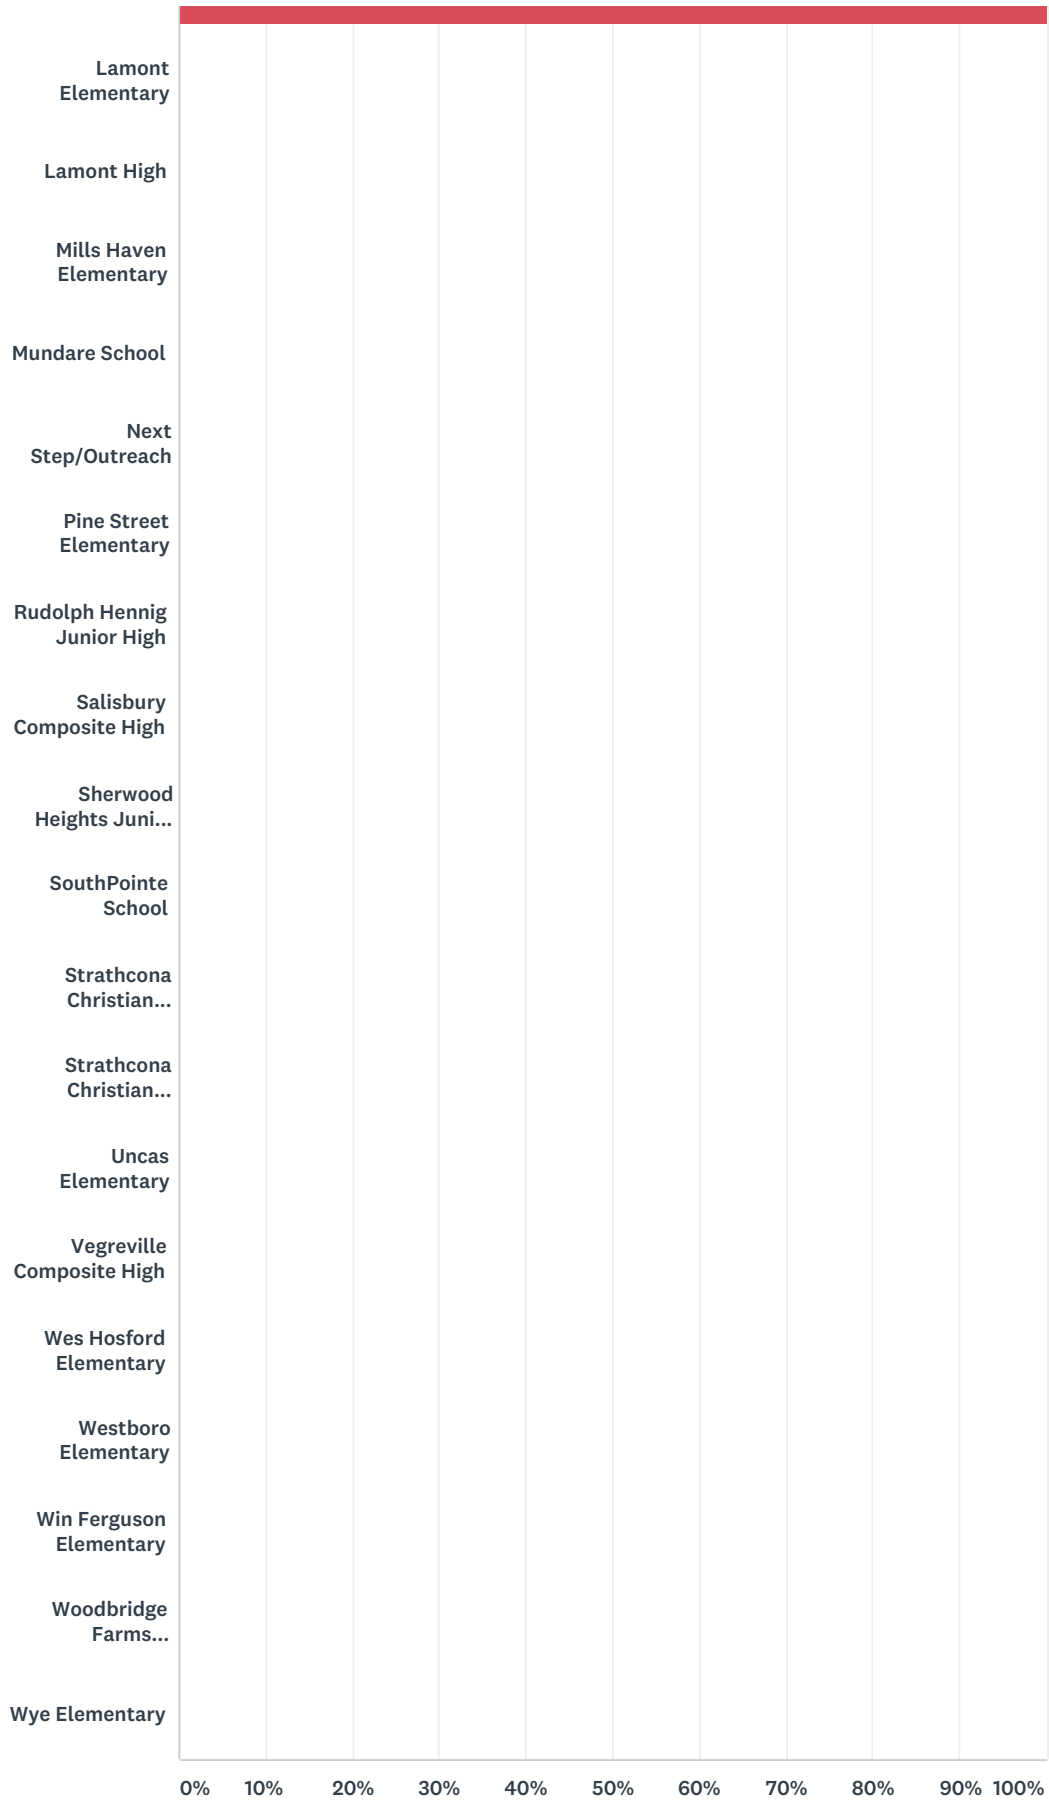 Lamont
Elementary
Lamont High
Mills Haven
Elementary
Mundare School
Next
Step/Outreach
Pine Street
Elementary
Rudolph Hennig
Junior High
Salisbury
Composite High
Sherwood
Heights Juni...
SouthPointe
School
Strathcona
Christian...
Strathcona
Christian...
Uncas
Elementary
Vegreville
Composite High
Wes Hosford
Elementary
Westboro
Elementary
Win Ferguson
Elementary
Woodbridge
Farms...
Wye Elementary
0% 10% 20% 30% 40% 50% 60% 70% 80% 90% 100%